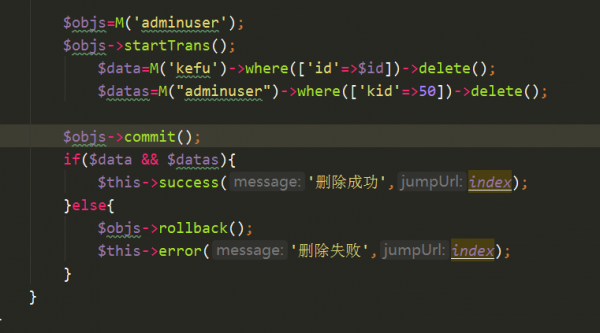 $objs=M('adminuser');
$objs->startTrans();
$data=M('kefu')->where(['id'=>$id])->delete();
$datas=M("adminuser")->where(['kid'=>50])->delete();
$objs->commit();
if($data && $datas){
$this->success( message: '删除成功', jumpUrl: index);
}else{
$objs->rollback();
$this->error( message: '删除失败', jumpUrl: index);
}
}